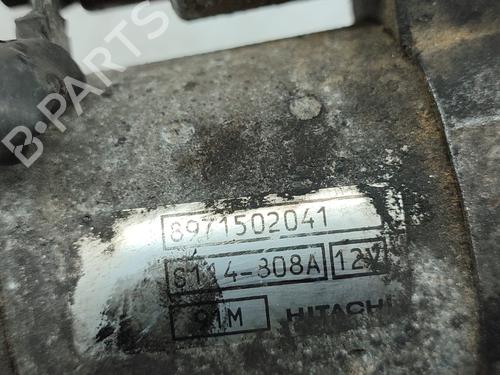 B-PARTS
8971502041
S114-808A 12V
91M HITACHI